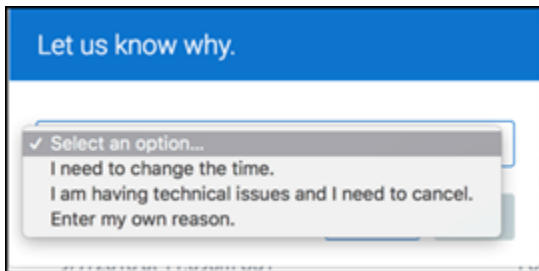 Let us know why.
✓ Select an option...
I need to change the time.
I am having technical issues and I need to cancel.
Enter my own reason.